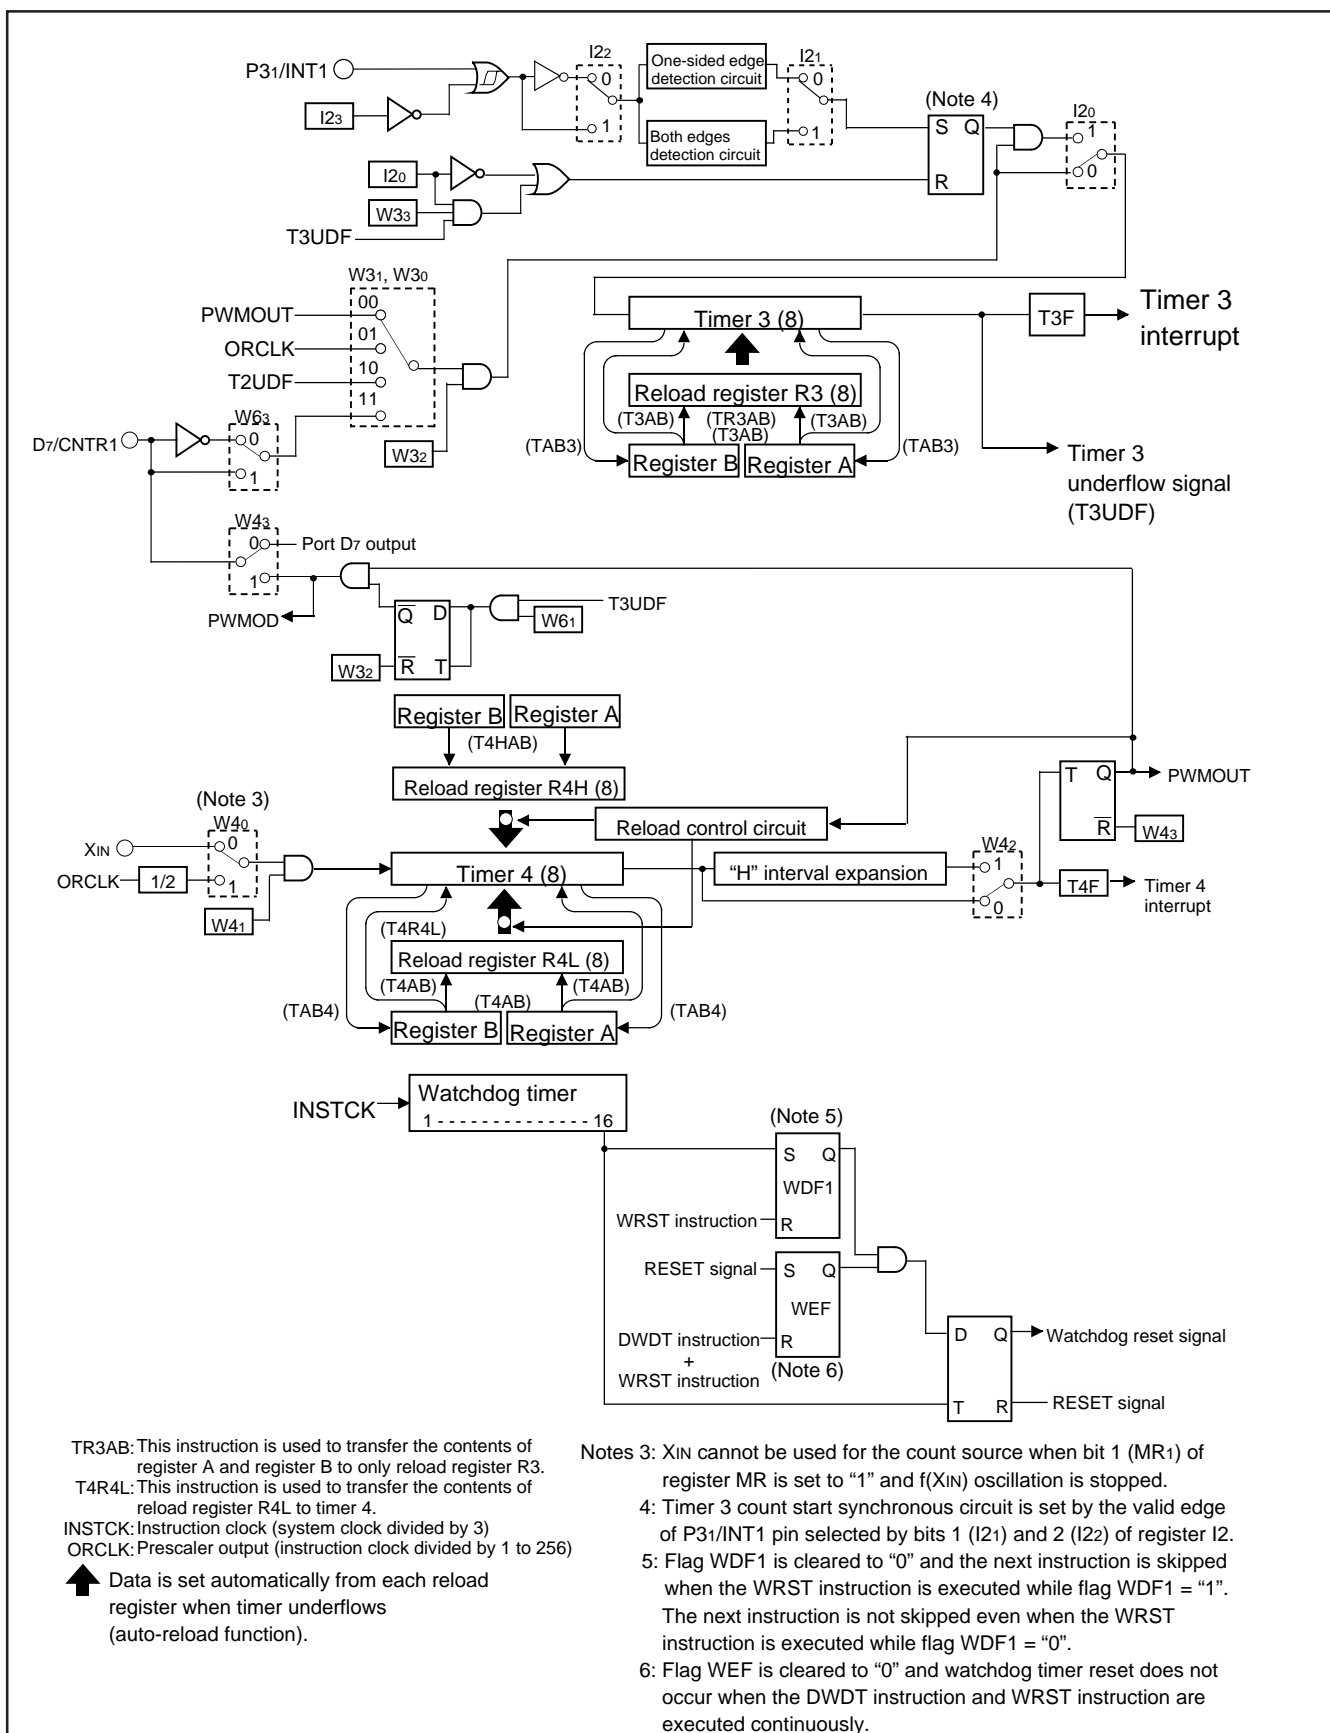 P31/INT1
I23
I22
0
1
One-sided edge
detection circuit
Both edges
detection circuit
I21
0
1
(Note 4)
S Q
R
I20
1
0
I20
W33
T3UDF
W31, W30
PWMOUT
00
ORCLK
01
T2UDF
10
11
W32
D7/CNTR1
W63
0
1
Timer 3 (8)
Reload register R3 (8)
(T3AB)
(TR3AB)
(T3AB)
(T3AB)
(TAB3)
Register B
Register A
(TAB3)
T3F
Timer 3
interrupt
Timer 3
underflow signal
(T3UDF)
W43
0
Port D7 output
1
PWMOD
Q D
R T
W32
T3UDF
W61
Register B
Register A
(T4HAB)
Reload register R4H (8)
Reload control circuit
T Q
R
PWMOUT
W43
(Note 3)
W40
XIN
0
ORCLK
1/2
1
W41
Timer 4 (8)
“H” interval expansion
W42
1
0
T4F
Timer 4
interrupt
(T4R4L)
Reload register R4L (8)
(T4AB)
(T4AB)
(T4AB)
(TAB4)
Register B
Register A
(TAB4)
INSTCK
Watchdog timer
1 - - - - - - - - - - - - - - 16
(Note 5)
S Q
WDF1
WRST instruction
R
RESET signal
S Q
WEF
DWDT instruction
+
WRST instruction
R
(Note 6)
D Q
Watchdog reset signal
T R
RESET signal
TR3AB: This instruction is used to transfer the contents of
register A and register B to only reload register R3.
T4R4L: This instruction is used to transfer the contents of
reload register R4L to timer 4.
INSTCK: Instruction clock (system clock divided by 3)
ORCLK: Prescaler output (instruction clock divided by 1 to 256)
Data is set automatically from each reload
register when timer underflows
(auto-reload function).
Notes 3: XIN cannot be used for the count source when bit 1 (MR1) of
register MR is set to “1” and f(XIN) oscillation is stopped.
4: Timer 3 count start synchronous circuit is set by the valid edge
of P31/INT1 pin selected by bits 1 (I21) and 2 (I22) of register I2.
5: Flag WDF1 is cleared to “0” and the next instruction is skipped
when the WRST instruction is executed while flag WDF1 = “1”.
The next instruction is not skipped even when the WRST
instruction is executed while flag WDF1 = “0”.
6: Flag WEF is cleared to “0” and watchdog timer reset does not
occur when the DWDT instruction and WRST instruction are
executed continuously.